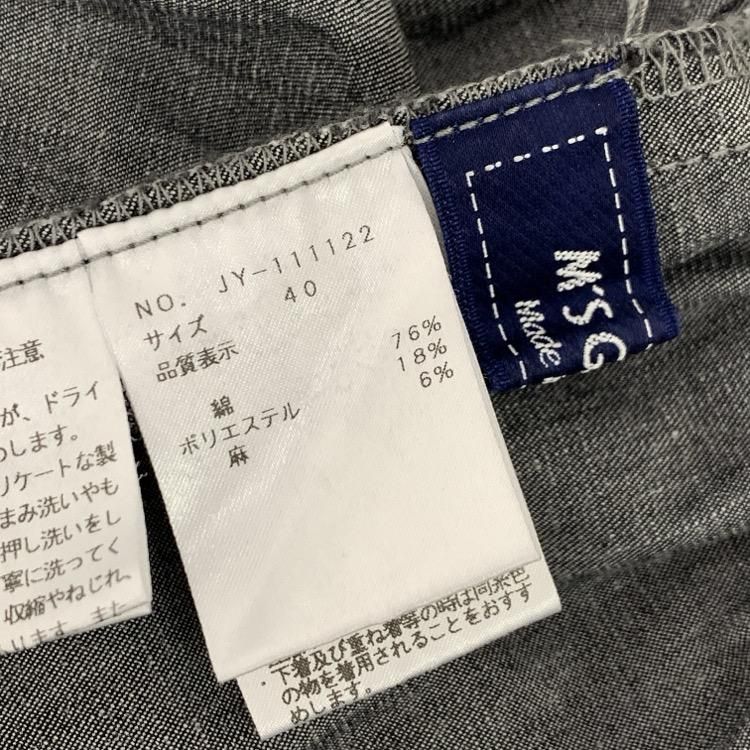 注意
が、ドライ
めします。
リケートな製
まみ洗いやも
押し洗いをし
寧に洗ってく
収縮やねじれ、
NO. JY-111122
サイズ 40
品質表示
綿 76%
ポリエステル 18%
麻 6%
下着及び重ね着等の時は同系色
の物を着用されることをおすす
めします。
M'S G
Made